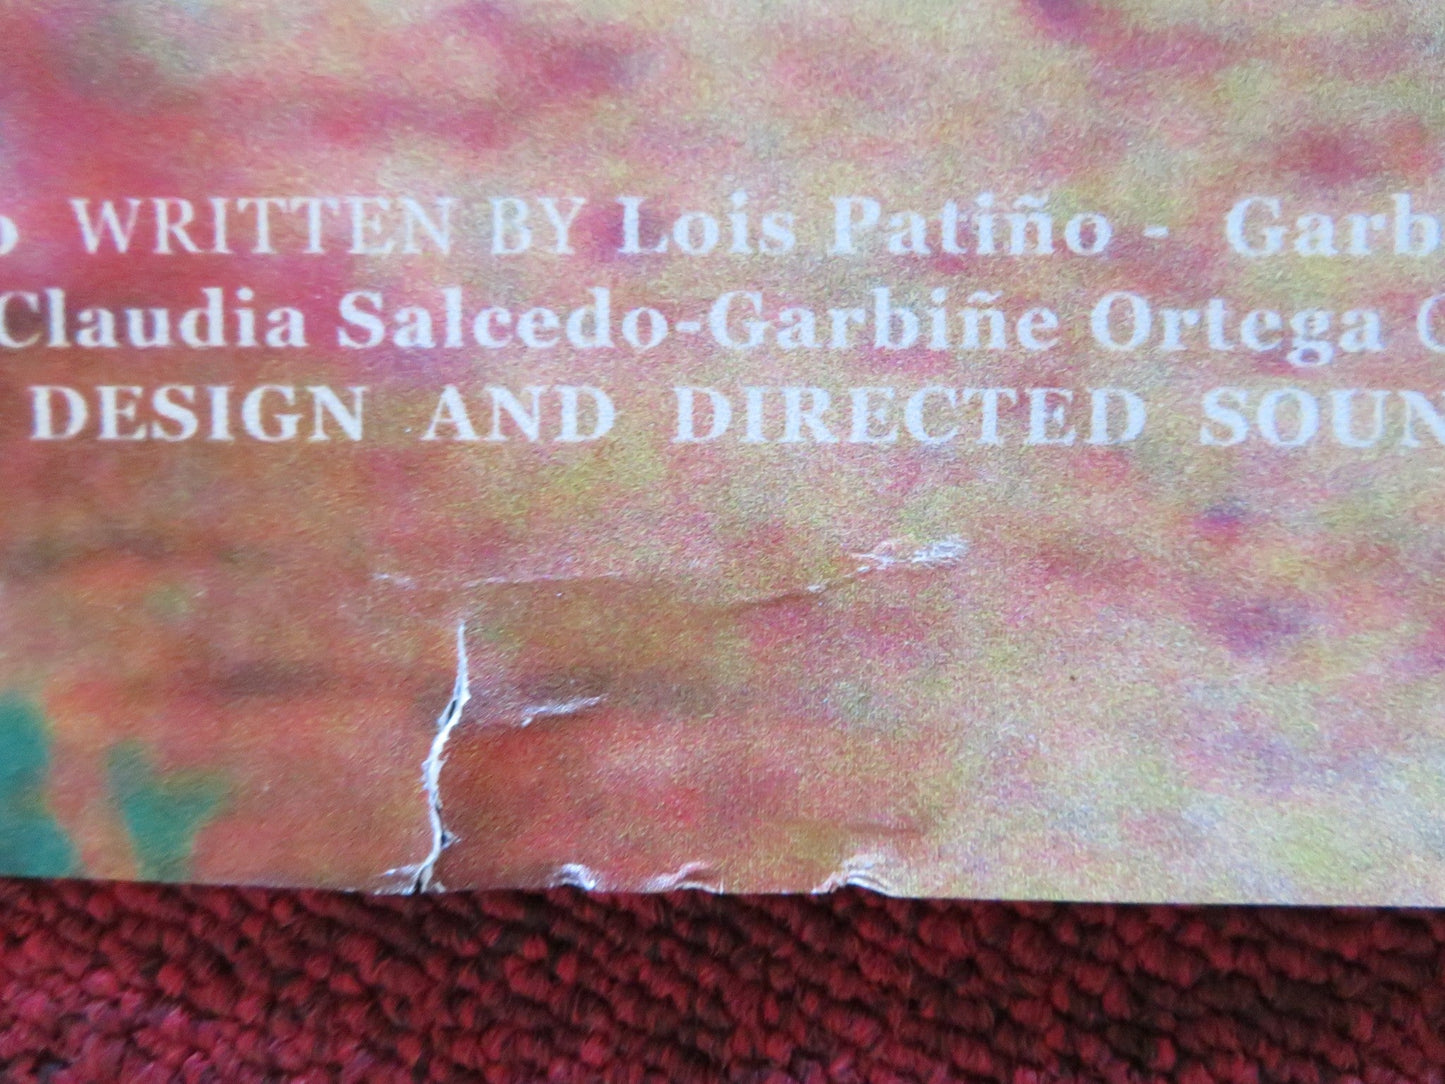 WRITTEN BY Lois Patiño - Garb
Claudia Salcedo-Garbiñe Ortega
DESIGN AND DIRECTED SOUN